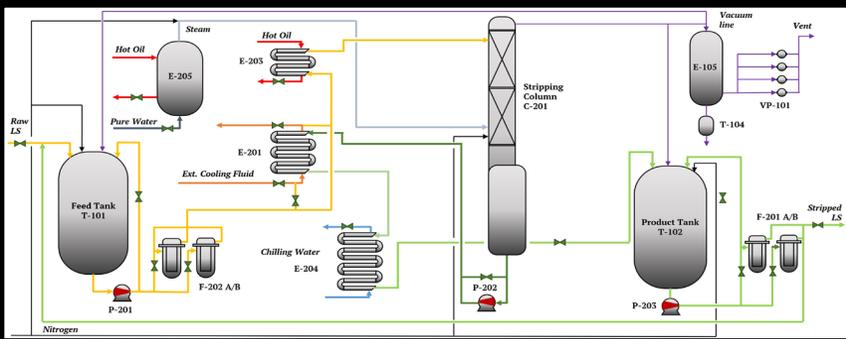 Vacuum
line
Vent
Steam
Hot Oil
Hot Oil
E-203
E-205
E-105
VP-101
Stripping
Column
C-201
Pure Water
T-104
Raw
LS
E-201
Ext. Cooling Fluid
Feed Tank
T-101
Product Tank
T-102
Stripped
LS
F-201 A/B
Chilling Water
E-204
F-202 A/B
P-202
P-201
P-203
Nitrogen